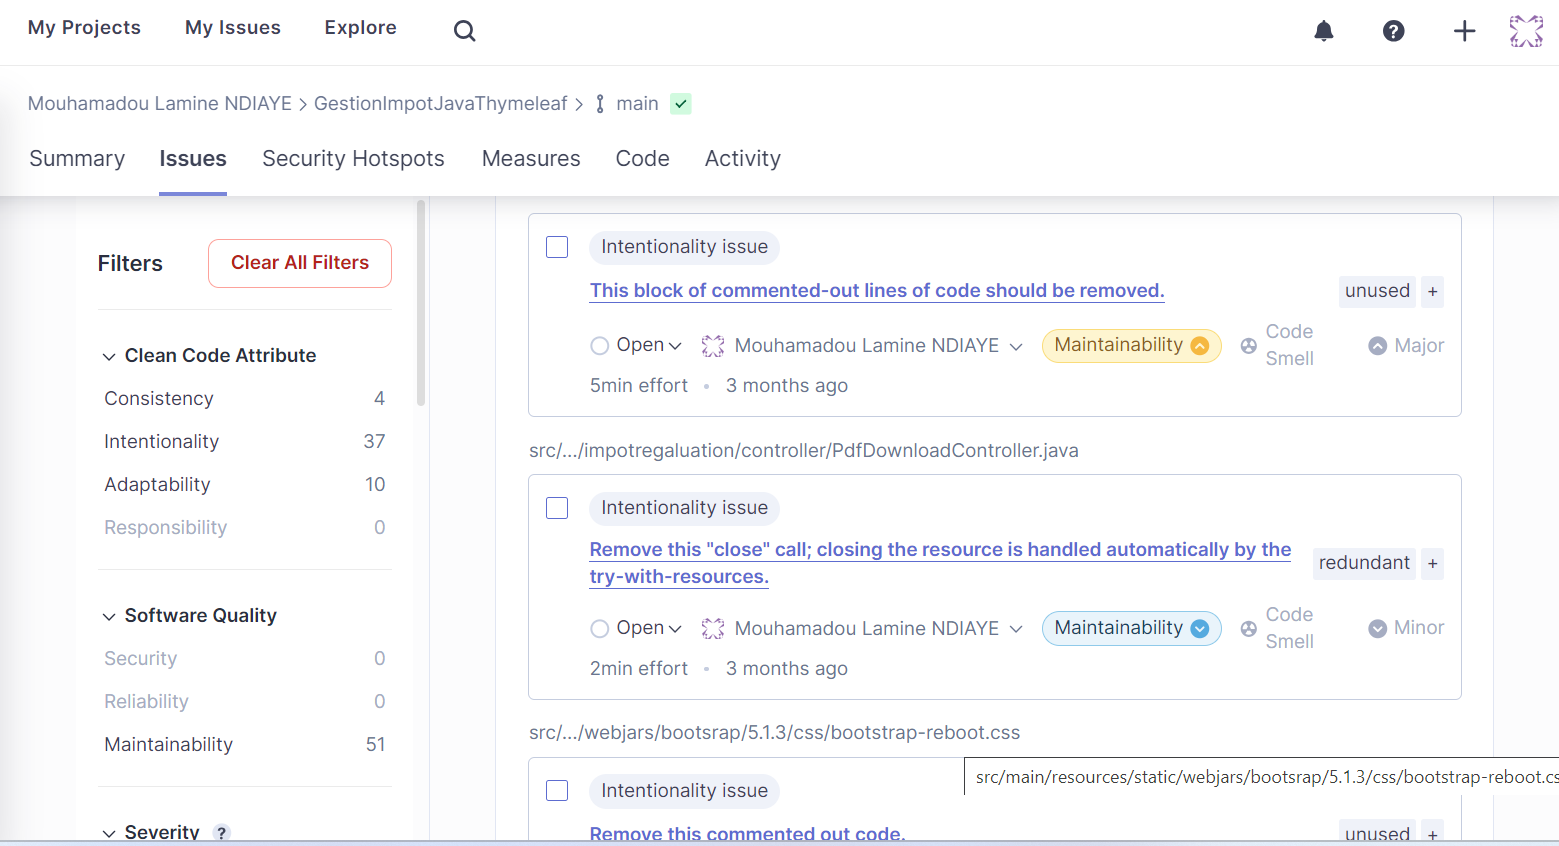 My Projects My Issues Explore
Mouhamadou Lamine NDIAYE > GestionImpotJavaThymeleaf > main
Summary Issues Security Hotspots Measures Code Activity
Filters Clear All Filters
Clean Code Attribute
Consistency 4
Intentionality 37
Adaptability 10
Responsibility 0
Software Quality
Security 0
Reliability 0
Maintainability 51
Severity ?
Intentionality issue
This block of commented-out lines of code should be removed. unused +
Open Mouhamadou Lamine NDIAYE Maintainability Code Smell Major
5min effort • 3 months ago
src/.../impotregaluation/controller/PdfDownloadController.java
Intentionality issue
Remove this "close" call; closing the resource is handled automatically by the
try-with-resources. redundant +
Open Mouhamadou Lamine NDIAYE Maintainability Code Smell Minor
2min effort • 3 months ago
src/.../webjars/bootsrap/5.1.3/css/bootstrap-reboot.css
src/main/resources/static/webjars/bootsrap/5.1.3/css/bootstrap-reboot.cs
Intentionality issue
Remove this commented out code. unused +